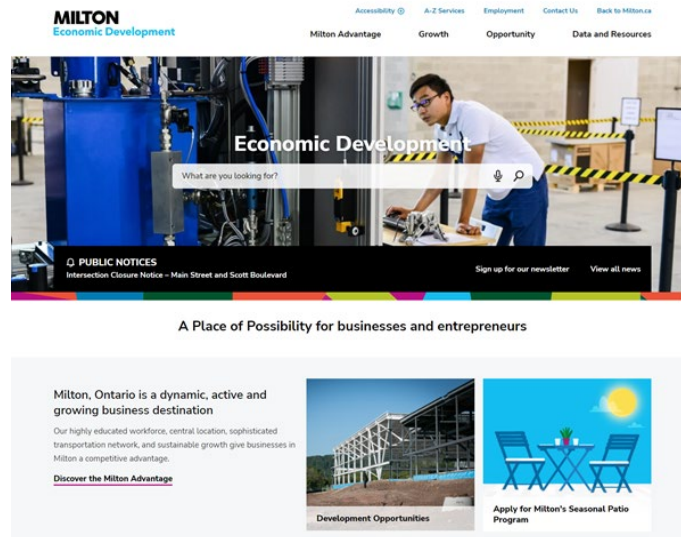 MILTON
Economic Development
Accessibility
A-Z Services
Employment
Contact Us
Back to Milton.ca
Milton Advantage
Growth
Opportunity
Data and Resources
Economic Development
What are you looking for?
PUBLIC NOTICES
Intersection Closure Notice – Main Street and Scott Boulevard
Sign up for our newsletter
View all news
A Place of Possibility for businesses and entrepreneurs
Milton, Ontario is a dynamic, active and
growing business destination
Our highly educated workforce, central location, sophisticated
transportation network, and sustainable growth give businesses in
Milton a competitive advantage.
Discover the Milton Advantage
Development Opportunities
Apply for Milton's Seasonal Patio
Program